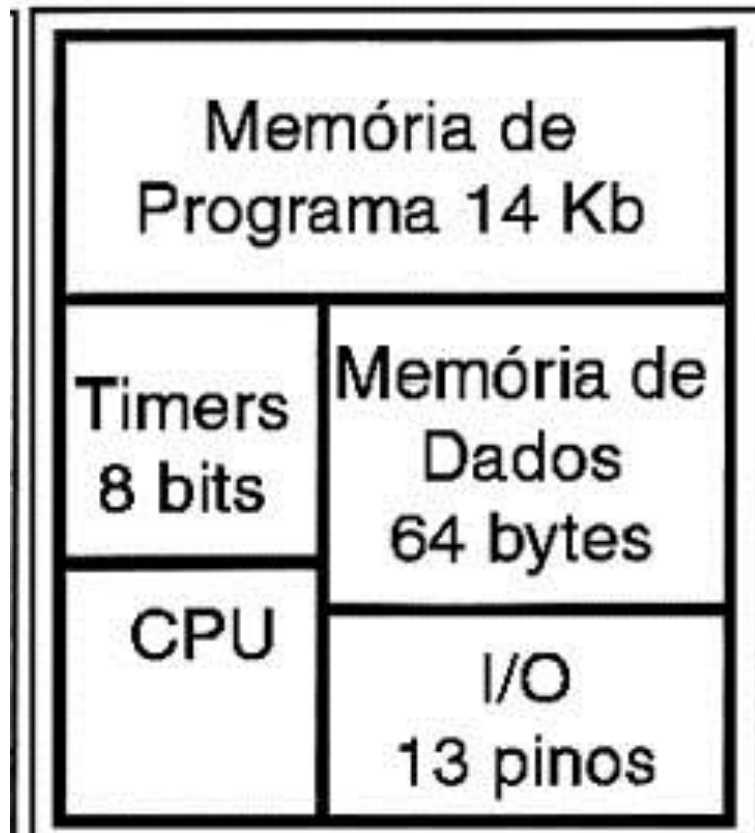 Memória de
Programa 14 Kb
Timers
8 bits
Memória de
Dados
64 bytes
CPU
I/O
13 pinos